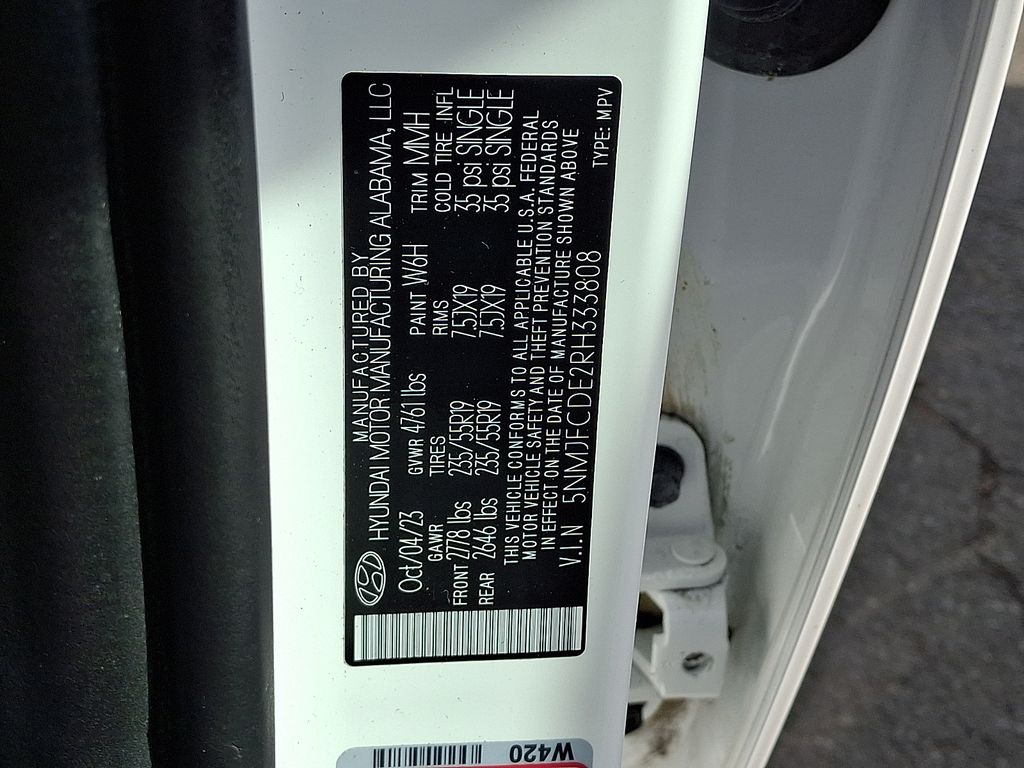 MANUFACTURED BY
HYUNDAI MOTOR MANUFACTURING ALABAMA, LLC
Oct/04/23 GVWR 4761 lbs PAINT W6H TRIM MMH
GAWR TIRES RIMS COLD TIRE INFL
FRONT 2778 lbs 235/55R19 7.5JX19 35 psi SINGLE
REAR 2646 lbs 235/55R19 7.5JX19 35 psi SINGLE
THIS VEHICLE CONFORMS TO ALL APPLICABLE U.S.A. FEDERAL
MOTOR VEHICLE SAFETY AND THEFT PREVENTION STANDARDS
IN EFFECT ON THE DATE OF MANUFACTURE SHOWN ABOVE
V.I.N 5NMJFCDE2RH333808 TYPE: MPV
W420